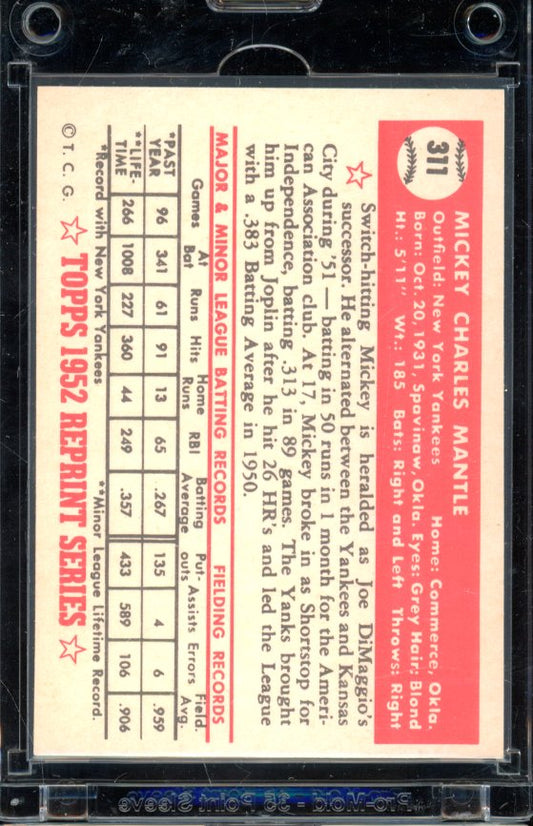 311
MICKEY CHARLES MANTLE
Outfield: New York Yankees Home: Commerce, Okla.
Born: Oct. 20, 1931, Spavinaw, Okla. Eyes: Grey Hair: Blond
Ht.: 5'11" Wt.: 185 Bats: Right and Left Throws: Right
☆ Switch-hitting Mickey is heralded as Joe DiMaggio's
successor. He alternated between the Yankees and Kansas
City during '51 — batting in 50 runs in 1 month for the Ameri-
can Association club. At 17, Mickey broke in as Shortstop for
Independence, batting .313 in 89 games. The Yanks brought
him up from Joplin after he hit 26 HR's and led the League
with a .383 Batting Average in 1950.
MAJOR & MINOR LEAGUE BATTING RECORDS FIELDING RECORDS
Games At Bat Runs Hits Home Runs RBI Batting Average Put-outs Assists Errors Field. Avg.
*PAST YEAR 96 341 61 91 13 65 .267 135 4 6 .959
**LIFE-TIME 266 1008 227 360 44 249 .357 433 589 106 .906
*Record with New York Yankees **Minor League Lifetime Record.
© T. C. G. ☆ TOPPS 1952 REPRINT SERIES ☆
Pro-Mold - 35 Point Sleeve